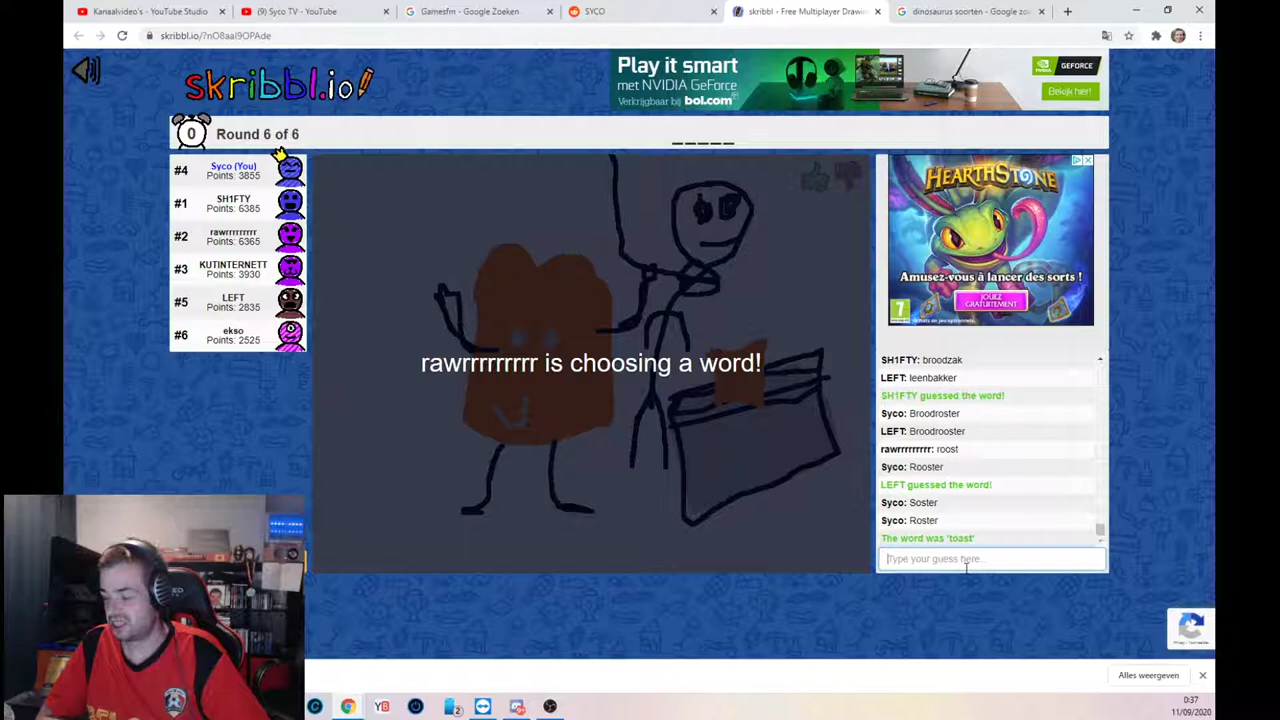 Kanaalvideo's - YouTube Studio
(9) Syco TV - YouTube
Gamesfm - Google Zoeken
SYCO
skribbl - Free Multiplayer Drawin
dinosaurus soorten - Google zo
skribbl.io/?nO8aal9OPAde
skribbl.io
Play it smart
met NVIDIA GeForce
Verkrijgbaar bij bol.com
NVIDIA GEFORCE
Bekijk hier!
0
Round 6 of 6
_ _ _ _ _
#4 Syco (You)
Points: 3855
#1 SH1FTY
Points: 6385
#2 rawrrrrrrrrr
Points: 6365
#3 KUTINTERNETT
Points: 3930
#5 LEFT
Points: 2835
#6 ekso
Points: 2525
rawrrrrrrrrr is choosing a word!
HEARTHSTONE
Amusez-vous à lancer des sorts !
JOUEZ GRATUITEMENT
7
SH1FTY: broodzak
LEFT: leenbakker
SH1FTY guessed the word!
Syco: Broodroster
LEFT: Broodrooster
rawrrrrrrrrr: roost
Syco: Rooster
LEFT guessed the word!
Syco: Soster
Syco: Roster
The word was 'toast'
Type your guess here...
Alles weergeven
0:37
11/09/2020